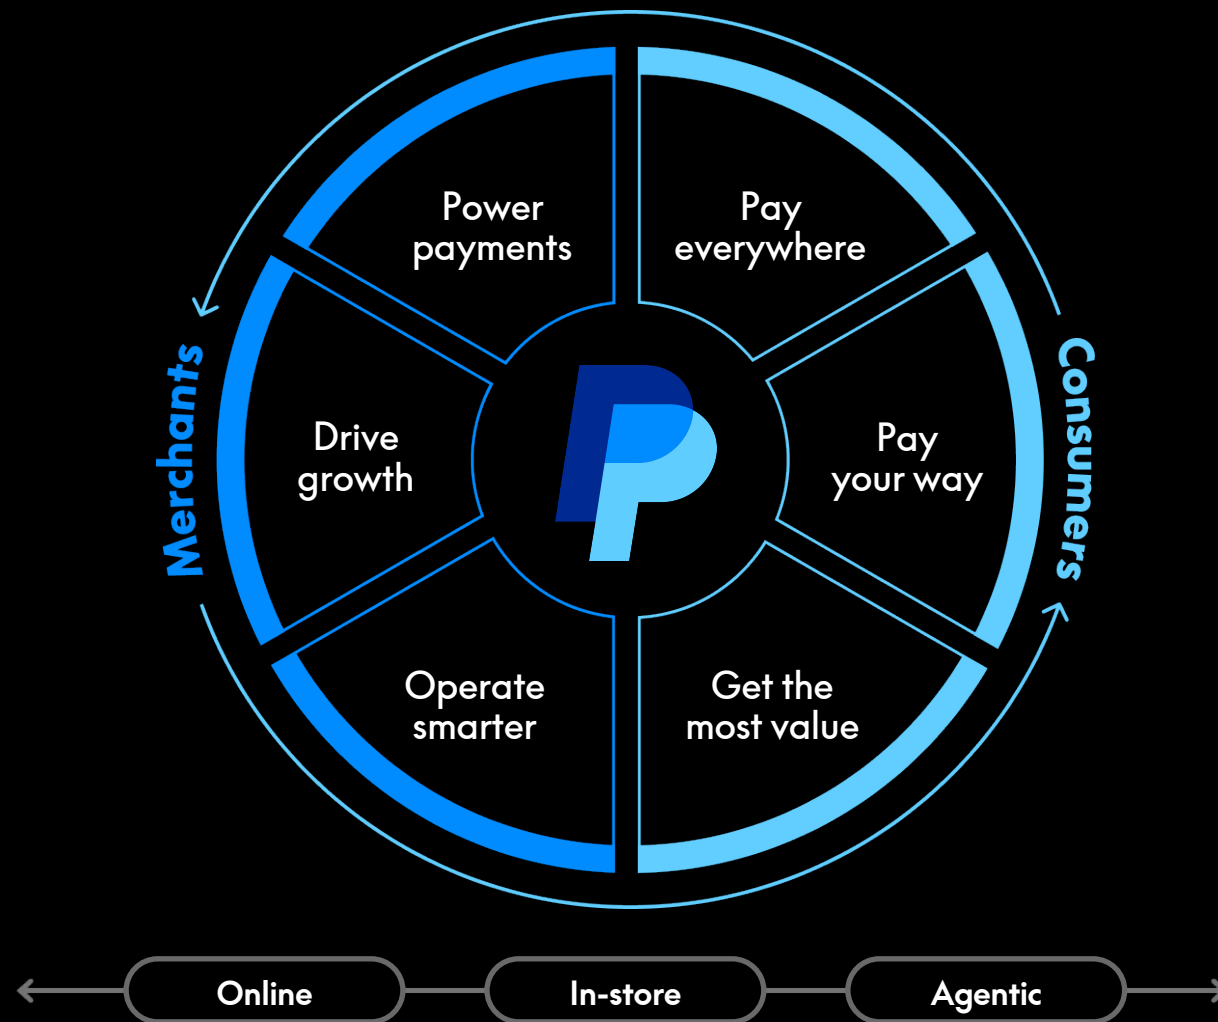 Power
payments
Pay
everywhere
Merchants
Drive
growth
Pay
your way
Consumers
Operate
smarter
Get the
most value
Online
In-store
Agentic